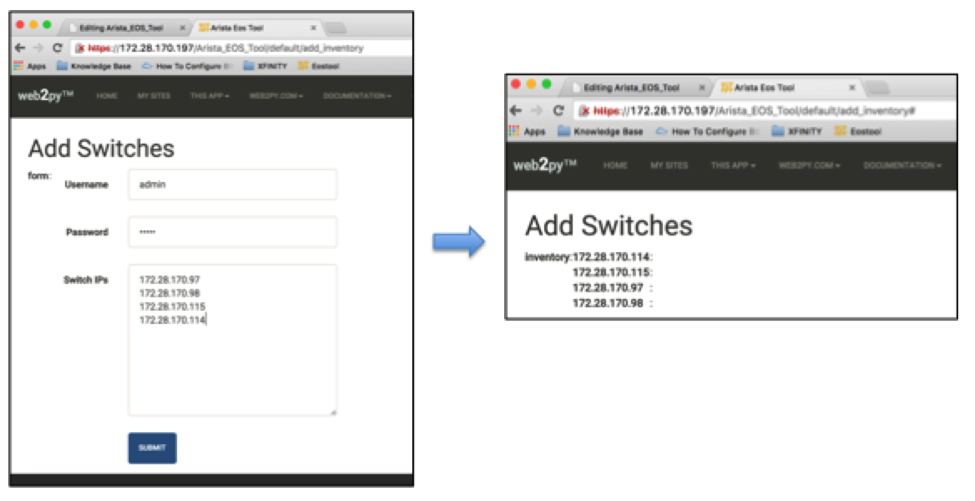 Editing Arista_EOS_Tool × Arista Eos Tool ×
https://172.28.170.197/Arista_EOS_Tool/default/add_inventory
Apps Knowledge Base How To Configure XFINITY Eostool
web2py™ HOME MY SITES THIS APP WEB2PY.COM DOCUMENTATION
Add Switches
form:
Username admin
Password •••••
Switch IPs 172.28.170.97
172.28.170.98
172.28.170.115
172.28.170.114
SUBMIT
Editing Arista_EOS_Tool × Arista Eos Tool ×
https://172.28.170.197/Arista_EOS_Tool/default/add_inventory#
Apps Knowledge Base How To Configure XFINITY Eostool
web2py™ HOME MY SITES THIS APP WEB2PY.COM DOCUMENTATION
Add Switches
inventory:172.28.170.114:
172.28.170.115:
172.28.170.97 :
172.28.170.98 :